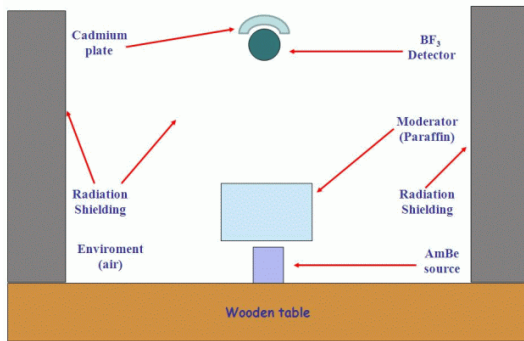 Cadmium
plate
BF3
Detector
Moderator
(Paraffin)
Radiation
Shielding
Radiation
Shielding
Enviroment
(air)
AmBe
source
Wooden table